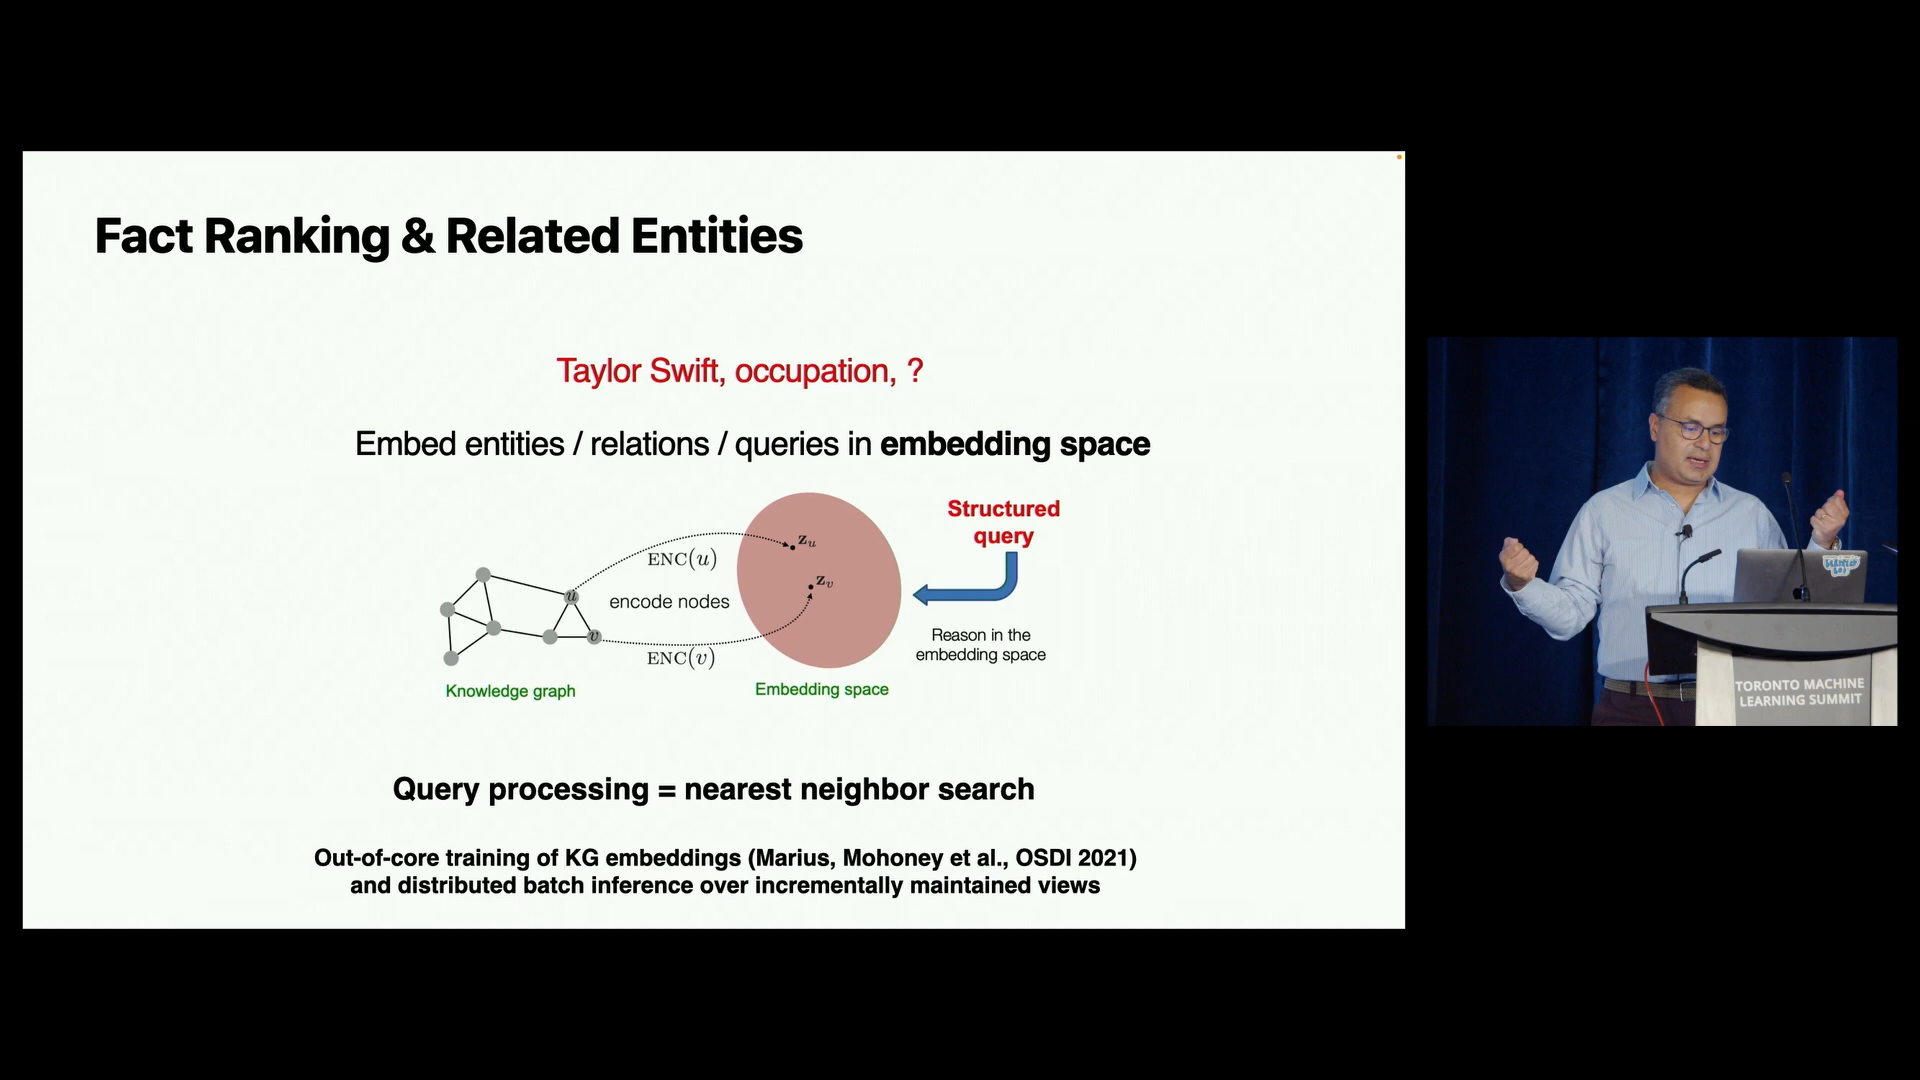 Fact Ranking & Related Entities
Taylor Swift, occupation, ?
Embed entities / relations / queries in embedding space
Structured
query
z_u
ENC(u)
z_v
u
encode nodes
v
Reason in the
embedding space
ENC(v)
Knowledge graph
Embedding space
Query processing = nearest neighbor search
Out-of-core training of KG embeddings (Marius, Mohoney et al., OSDI 2021)
and distributed batch inference over incrementally maintained views
TORONTO MACHINE
LEARNING SUMMIT